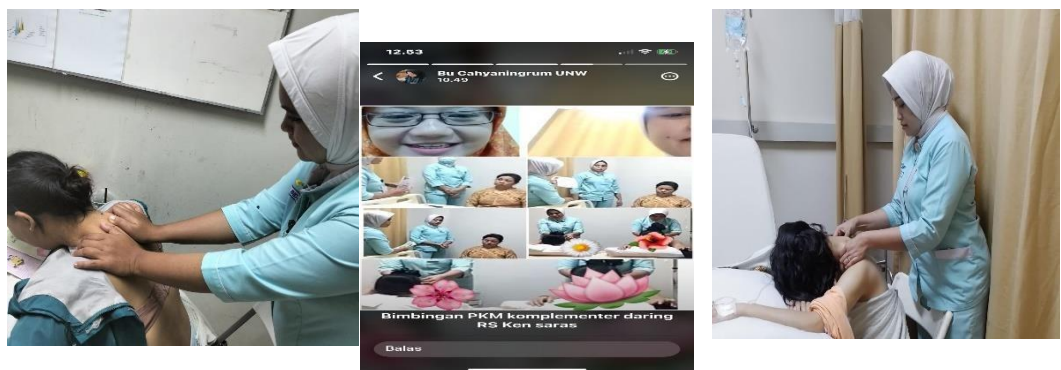 12.53
Bu Cahyaningrum UNW
10.49
Bimbingan PKM komplementer daring
RS Ken saras
Balas